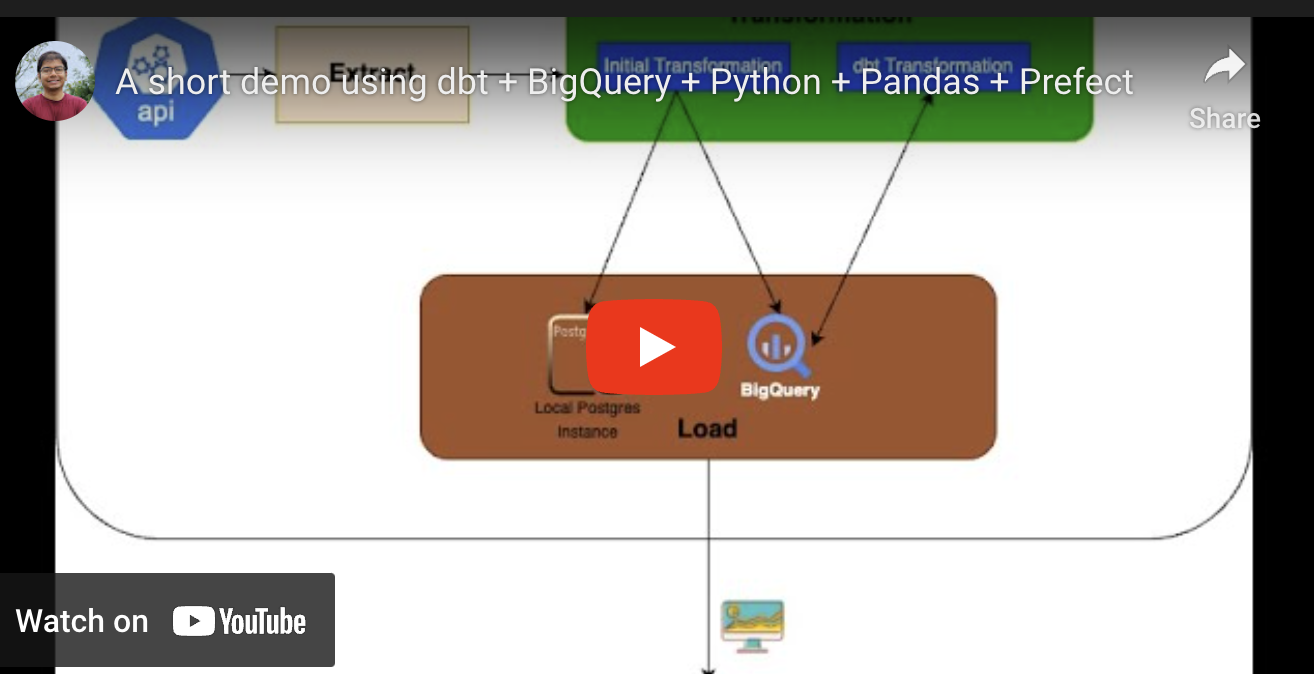 Transformation
Extract
Initial Transformation
dbt Transformation
A short demo using dbt + BigQuery + Python + Pandas + Prefect
api
Share
Postg
BigQuery
Local Postgres
Instance
Load
Watch on YouTube